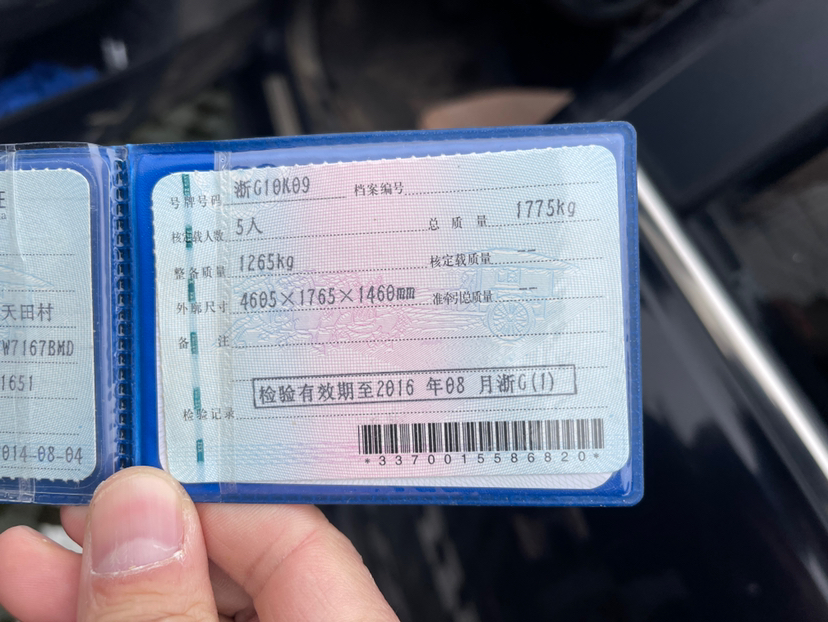 E
天田村
W7167BMD
1651
014-08-04
号牌号码 浙G10K09 档案编号
核定载人数 5人 总质量 1775kg
整备质量 1265kg 核定载质量 --
外廓尺寸 4605×1765×1460mm 准牵引总质量 --
备注
检验记录 检验有效期至2016 年08 月浙G(1)
*3370015586820*